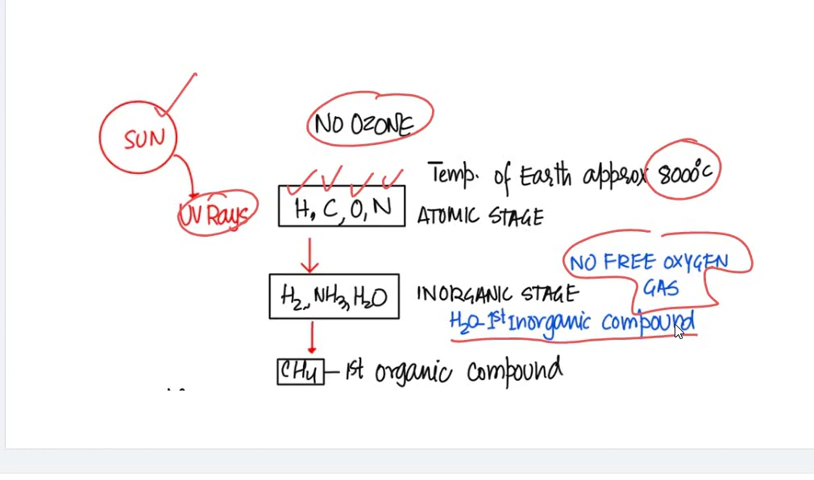 SUN
NO OZONE
Temp. of Earth approx 8000°C
UV Rays
H, C, O, N
ATOMIC STAGE
NO FREE OXYGEN
GAS
H2, NH3, H2O
INORGANIC STAGE
H2O-1st Inorganic compound
CH4 - 1st organic compound